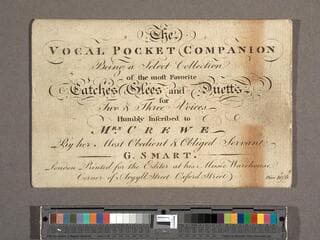 The
VOCAL POCKET COMPANION
Being a Select Collection
of the most Favorite
Catches Glees and Duetts
for
Two & Three Voices
Humbly Inscribed to
MRS CREWE
By her Most Obedient & Obliged Servant
G. SMART.
London Printed for the Editor at his Music Warehouse
Corner of Argyll Street Oxford Street
Price